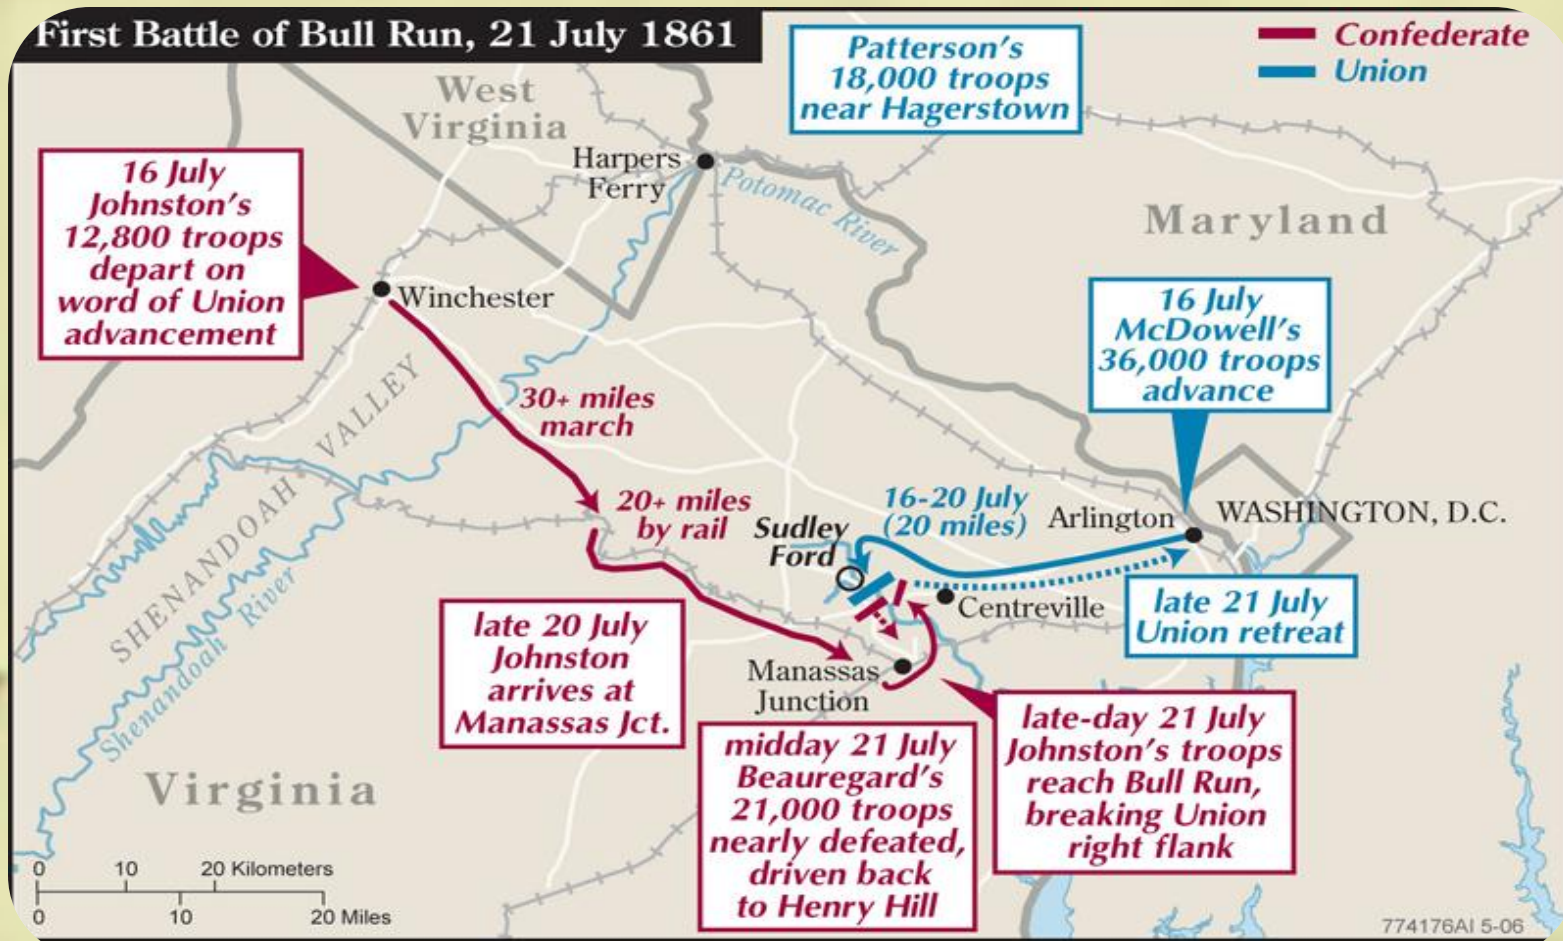 First Battle of Bull Run, 21 July 1861
Confederate
Union
Patterson's
18,000 troops
near Hagerstown
West
Virginia
Harpers
Ferry
Potomac River
Maryland
16 July
Johnston's
12,800 troops
depart on
word of Union
advancement
Winchester
16 July
McDowell's
36,000 troops
advance
SHENANDOAH VALLEY
30+ miles
march
20+ miles
by rail
Sudley
Ford
16-20 July
(20 miles)
Arlington
WASHINGTON, D.C.
Centreville
late 21 July
Union retreat
Shenandoah River
late 20 July
Johnston
arrives at
Manassas Jct.
Manassas
Junction
Virginia
midday 21 July
Beauregard's
21,000 troops
nearly defeated,
driven back
to Henry Hill
late-day 21 July
Johnston's troops
reach Bull Run,
breaking Union
right flank
0 10 20 Kilometers
0 10 20 Miles
774176AI 5-06